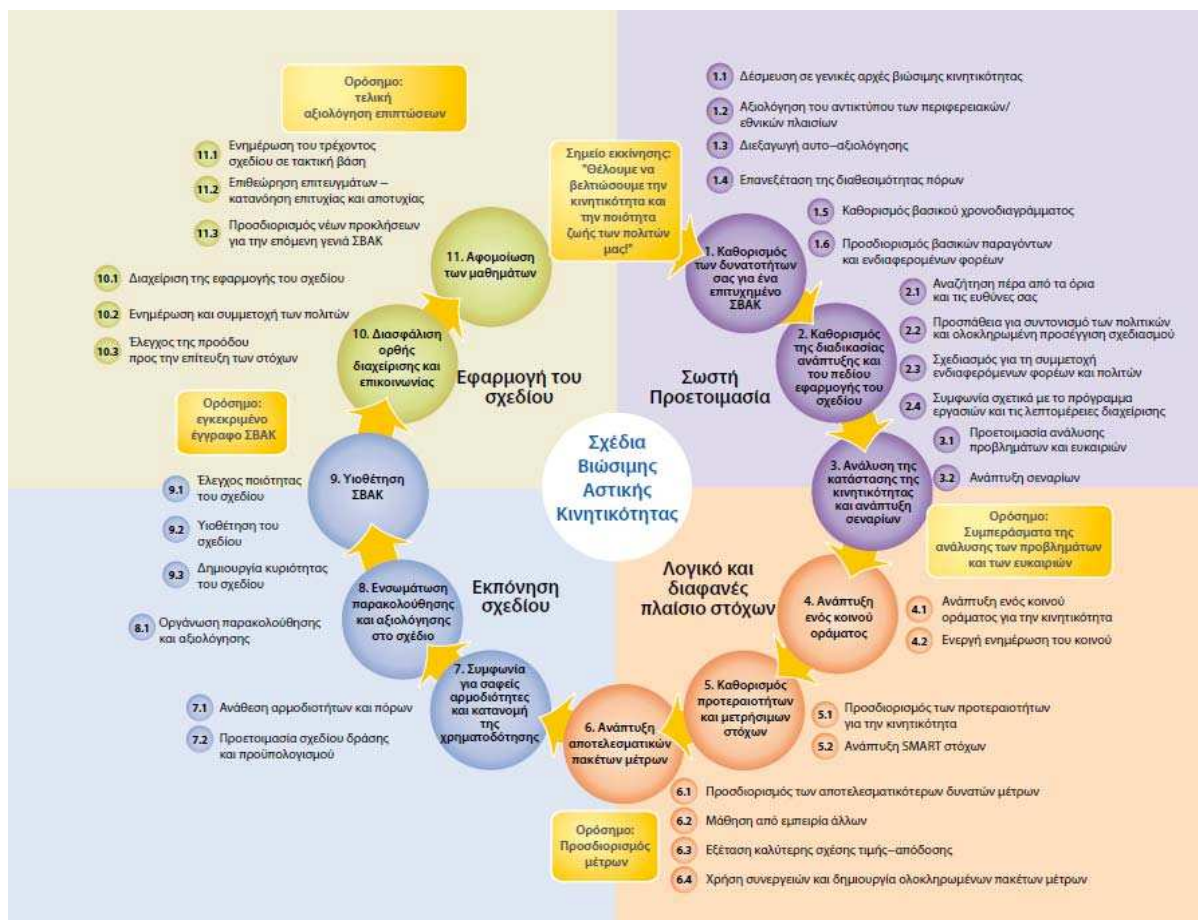 Ορόσημο:
τελική
αξιολόγηση επιπτώσεων
11.1 Ενημέρωση του τρέχοντος
σχεδίου σε τακτική βάση
11.2 Επιθεώρηση επιτευγμάτων –
κατανόηση επιτυχίας και αποτυχίας
11.3 Προσδιορισμός νέων προκλήσεων
για την επόμενη γενιά ΣΒΑΚ
11. Αφομοίωση
των μαθημάτων
10.1 Διαχείριση της εφαρμογής του σχεδίου
10.2 Ενημέρωση και συμμετοχή των πολιτών
10.3 Έλεγχος της προόδου
προς την επίτευξη των στόχων
10. Διασφάλιση
ορθής
διαχείρισης και
επικοινωνίας
Εφαρμογή του
σχεδίου
Σημείο εκκίνησης:
"Θέλουμε να
βελτιώσουμε την
κινητικότητα και
την ποιότητα
ζωής των πολιτών
μας!"
1.1 Δέσμευση σε γενικές αρχές βιώσιμης κινητικότητας
1.2 Αξιολόγηση του αντικτύπου των περιφερειακών/
εθνικών πλαισίων
1.3 Διεξαγωγή αυτο–αξιολόγησης
1.4 Επανεξέταση της διαθεσιμότητας πόρων
1.5 Καθορισμός βασικού χρονοδιαγράμματος
1.6 Προσδιορισμός βασικών παραγόντων
και ενδιαφερομένων φορέων
1. Καθορισμός
των δυνατοτήτων
σας για ένα
επιτυχημένο
ΣΒΑΚ
2.1 Αναζήτηση πέρα από τα όρια
και τις ευθύνες σας
2.2 Προσπάθεια για συντονισμό των πολιτικών
και ολοκληρωμένη προσέγγιση σχεδιασμού
2.3 Σχεδιασμός για τη συμμετοχή
ενδιαφερόμενων φορέων και πολιτών
2.4 Συμφωνία σχετικά με το πρόγραμμα
εργασιών και τις λεπτομέρειες διαχείρισης
2. Καθορισμός
της διαδικασίας
ανάπτυξης και
του πεδίου
εφαρμογής του
σχεδίου
Σωστή
Προετοιμασία
3.1 Προετοιμασία ανάλυσης
προβλημάτων και ευκαιριών
3.2 Ανάπτυξη σεναρίων
3. Ανάλυση της
κατάστασης της
κινητικότητας
και ανάπτυξη
σεναρίων
Ορόσημο:
Συμπεράσματα της
ανάλυσης των προβλημάτων
και των ευκαιριών
Σχέδια
Βιώσιμης
Αστικής
Κινητικότητας
Ορόσημο:
εγκεκριμένο
έγγραφο ΣΒΑΚ
9.1 Έλεγχος ποιότητας
του σχεδίου
9.2 Υιοθέτηση του
σχεδίου
9.3 Δημιουργία κυριότητας
του σχεδίου
9. Υιοθέτηση
ΣΒΑΚ
8.1 Οργάνωση παρακολούθησης
και αξιολόγησης
8. Ενσωμάτωση
παρακολούθησης
και αξιολόγησης
στο σχέδιο
Εκπόνηση
σχεδίου
7.1 Ανάθεση αρμοδιοτήτων και πόρων
7.2 Προετοιμασία σχεδίου δράσης
και προϋπολογισμού
7. Συμφωνία
για σαφείς
αρμοδιότητες
και κατανομή
της
χρηματοδότησης
Λογικό και
διαφανές
πλαίσιο στόχων
4. Ανάπτυξη
ενός κοινού
οράματος
4.1 Ανάπτυξη ενός κοινού
οράματος για την κινητικότητα
4.2 Ενεργή ενημέρωση του κοινού
5. Καθορισμός
προτεραιοτήτων
και μετρήσιμων
στόχων
5.1 Προσδιορισμός των προτεραιοτήτων
για την κινητικότητα
5.2 Ανάπτυξη SMART στόχων
6. Ανάπτυξη
αποτελεσματικών
πακέτων μέτρων
6.1 Προσδιορισμός των αποτελεσματικότερων δυνατών μέτρων
6.2 Μάθηση από εμπειρία άλλων
6.3 Εξέταση καλύτερης σχέσης τιμής–απόδοσης
6.4 Χρήση συνεργειών και δημιουργία ολοκληρωμένων πακέτων μέτρων
Ορόσημο:
Προσδιορισμός
μέτρων